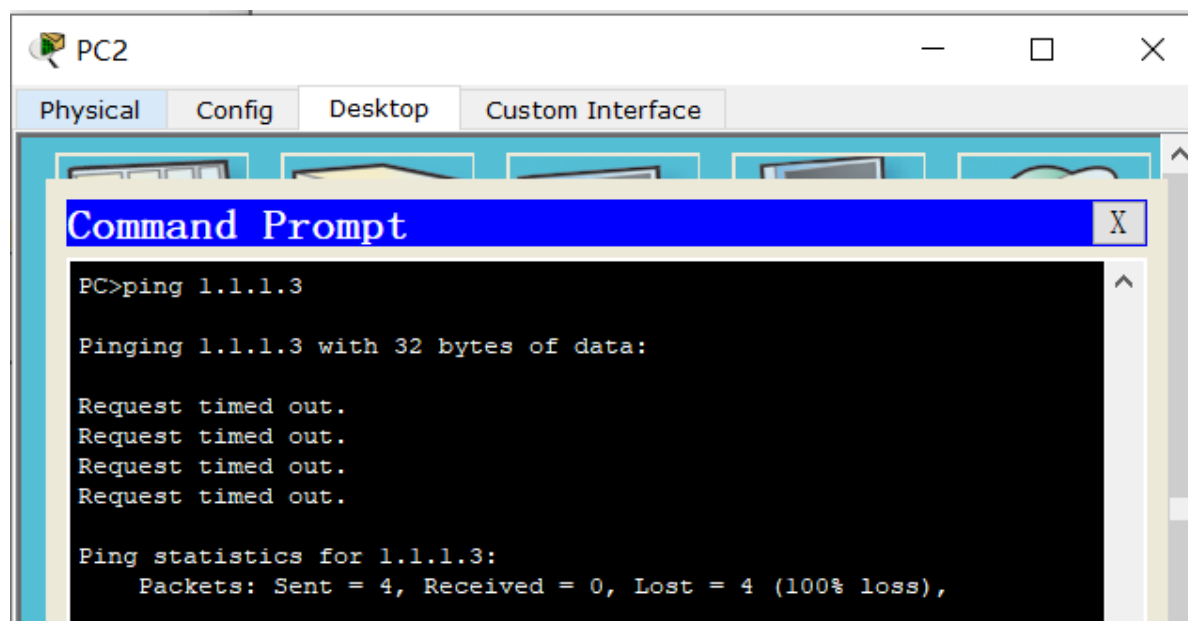 PC2
Physical Config Desktop Custom Interface
Command Prompt X
PC>ping 1.1.1.3
Pinging 1.1.1.3 with 32 bytes of data:
Request timed out.
Request timed out.
Request timed out.
Request timed out.
Ping statistics for 1.1.1.3:
Packets: Sent = 4, Received = 0, Lost = 4 (100% loss),